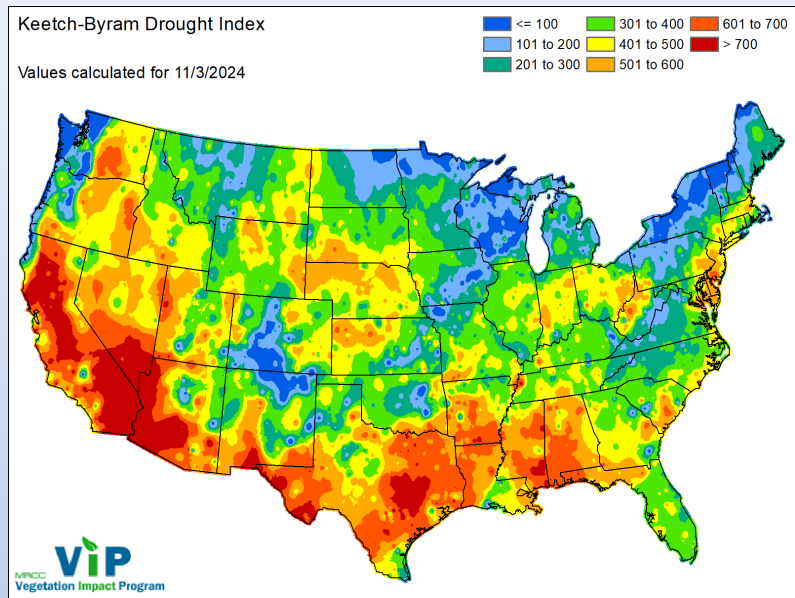 Keetch-Byram Drought Index
Values calculated for 11/3/2024
<= 100
301 to 400
601 to 700
101 to 200
401 to 500
> 700
201 to 300
501 to 600
MRCC
ViP
Vegetation Impact Program